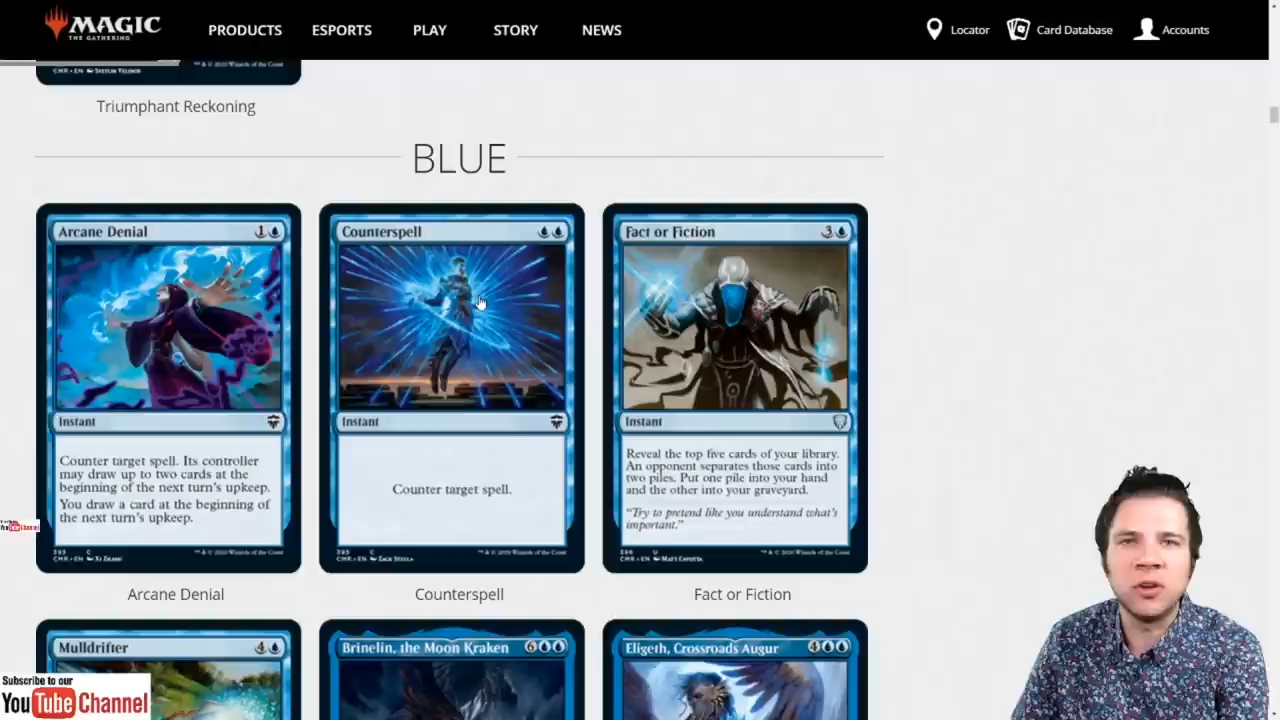 MAGIC
THE GATHERING
PRODUCTS
ESPORTS
PLAY
STORY
NEWS
Locator
Card Database
Accounts
Triumphant Reckoning
BLUE
Arcane Denial 1
Instant
Counter target spell. Its controller
may draw up to two cards at the
beginning of the next turn's upkeep.
You draw a card at the beginning of
the next turn's upkeep.
Counterspell
Instant
Counter target spell.
Fact or Fiction 3
Instant
Reveal the top five cards of your library.
An opponent separates those cards into
two piles. Put one pile into your hand
and the other into your graveyard.
"Try to pretend like you understand what's
important."
Arcane Denial
Counterspell
Fact or Fiction
Mulldrifter 4
Brinelin, the Moon Kraken 6
Eligeth, Crossroads Augur 4
Subscribe to our
YouTube Channel